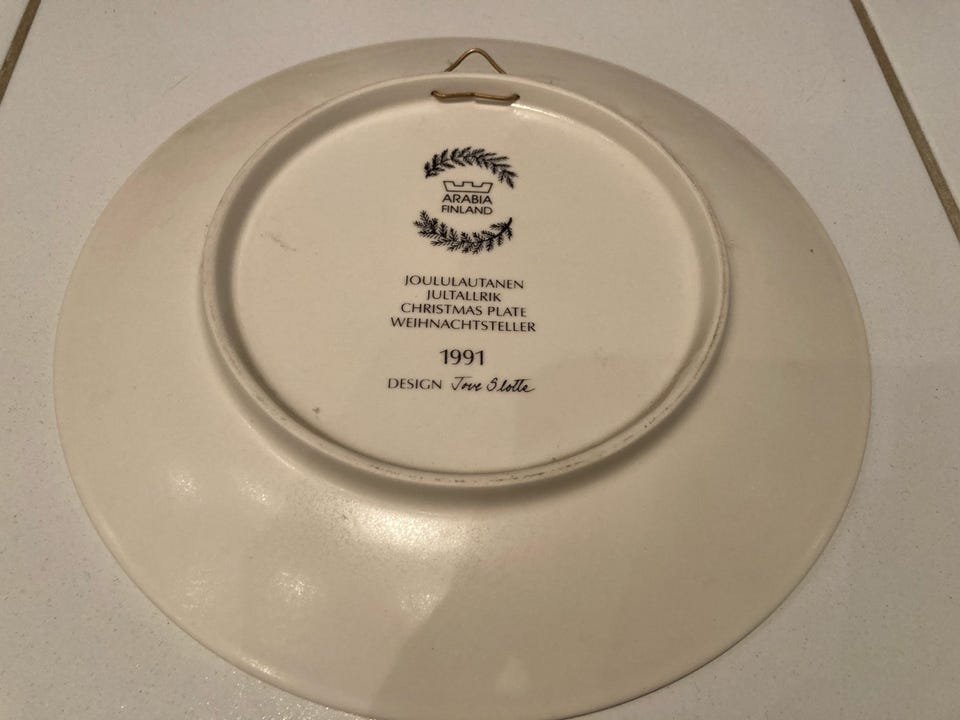 ARABIA
FINLAND
JOULULAUTANEN
JULTALLRIK
CHRISTMAS PLATE
WEIHNACHTSTELLER
1991
DESIGN Tove Slotte